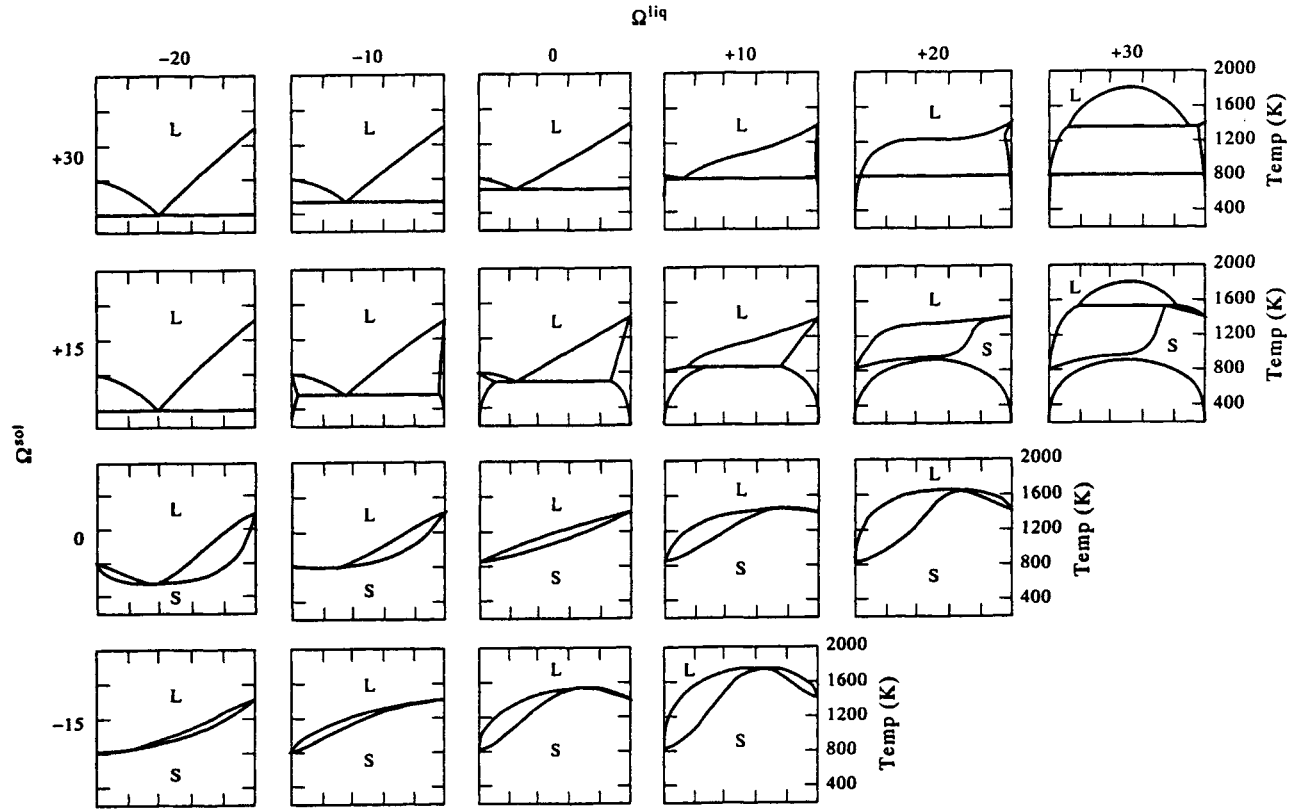 Ω^liq
−20 −10 0 +10 +20 +30
+30
L L L L L L
2000
1600
1200
800
400
Temp (K)
+15
L L L L L L
S S
2000
1600
1200
800
400
Temp (K)
Ω^sol
0
L L L L L
S S S S S
2000
1600
1200
800
400
Temp (K)
−15
L L L L
S S S S
2000
1600
1200
800
400
Temp (K)